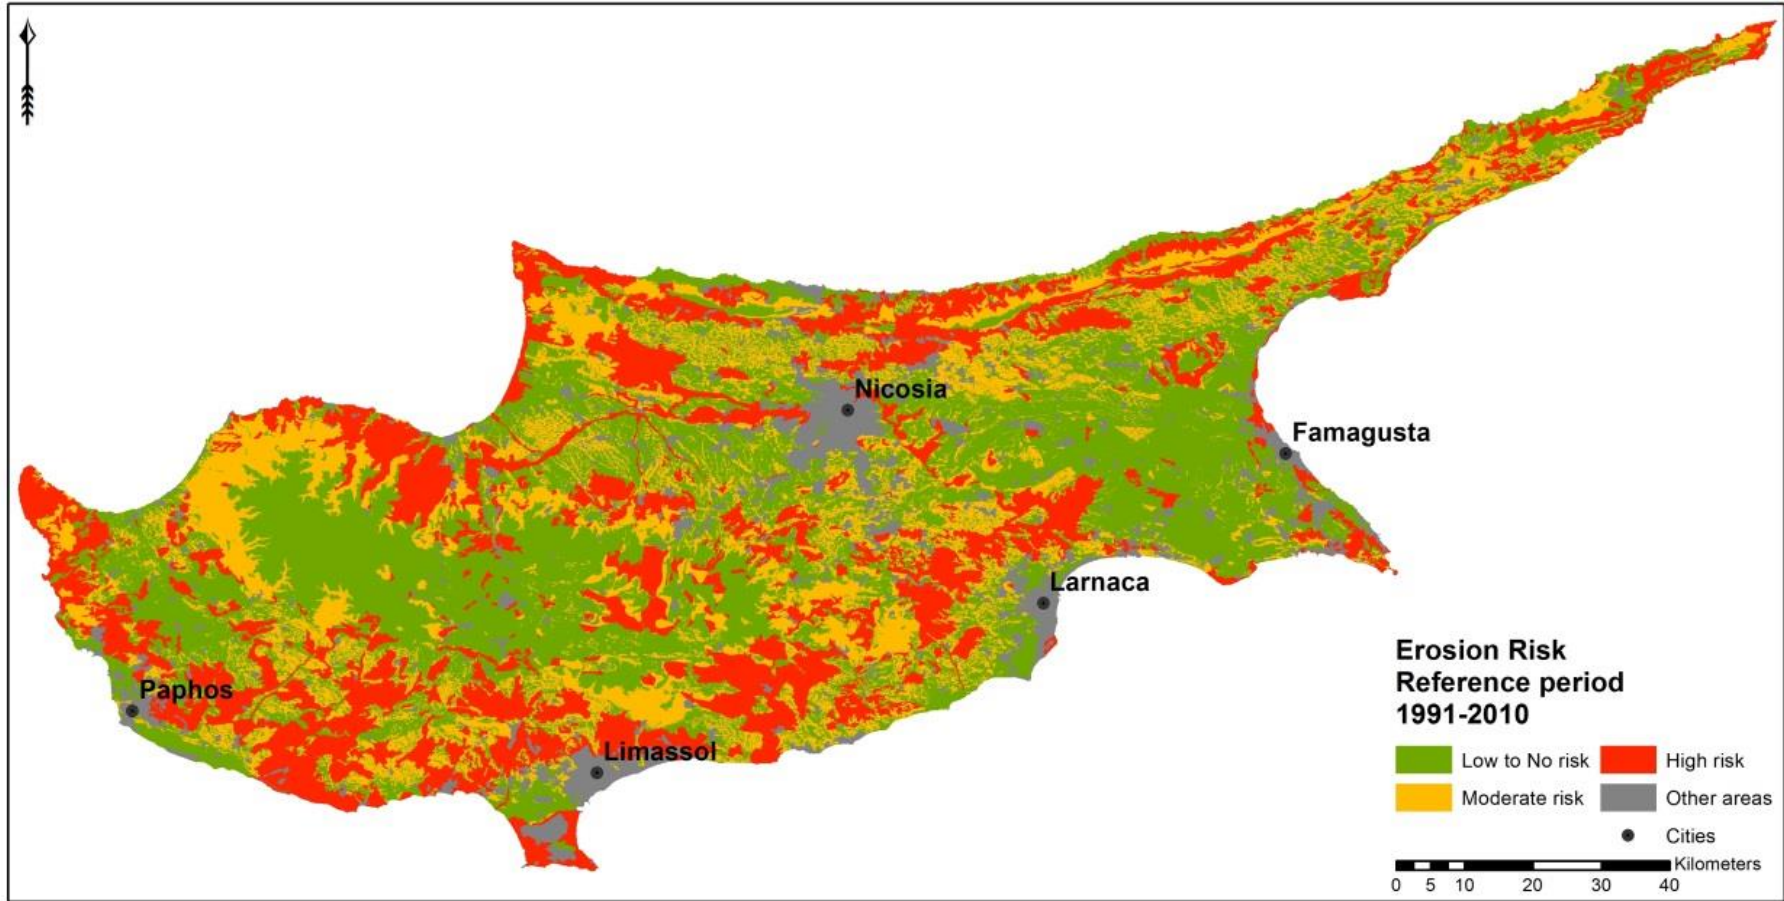 Nicosia
Famagusta
Larnaca
Paphos
Limassol
Erosion Risk
Reference period
1991-2010
Low to No risk
High risk
Moderate risk
Other areas
Cities
Kilometers
0 5 10 20 30 40